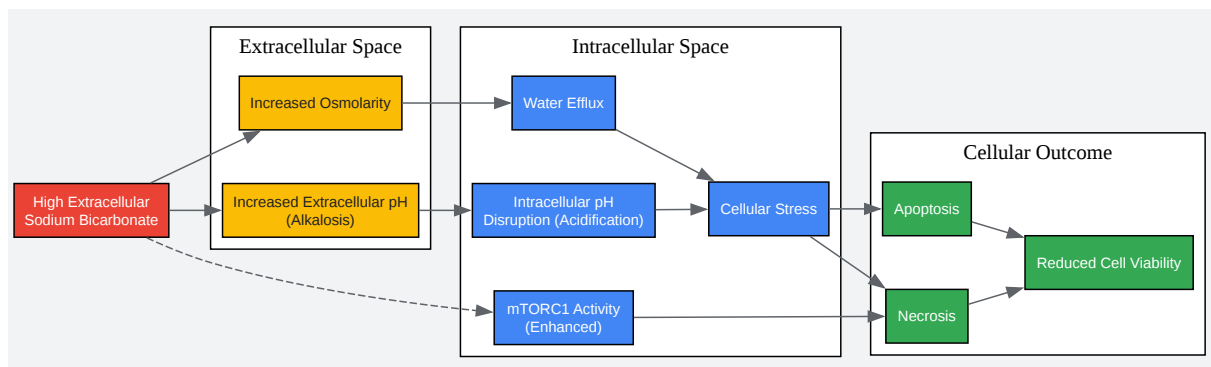 Extracellular Space
Intracellular Space
Increased Osmolarity
Water Efflux
Cellular Outcome
High Extracellular
Sodium Bicarbonate
Increased Extracellular pH
(Alkalosis)
Intracellular pH
Disruption (Acidification)
Cellular Stress
Apoptosis
Reduced Cell Viability
mTORC1 Activity
(Enhanced)
Necrosis